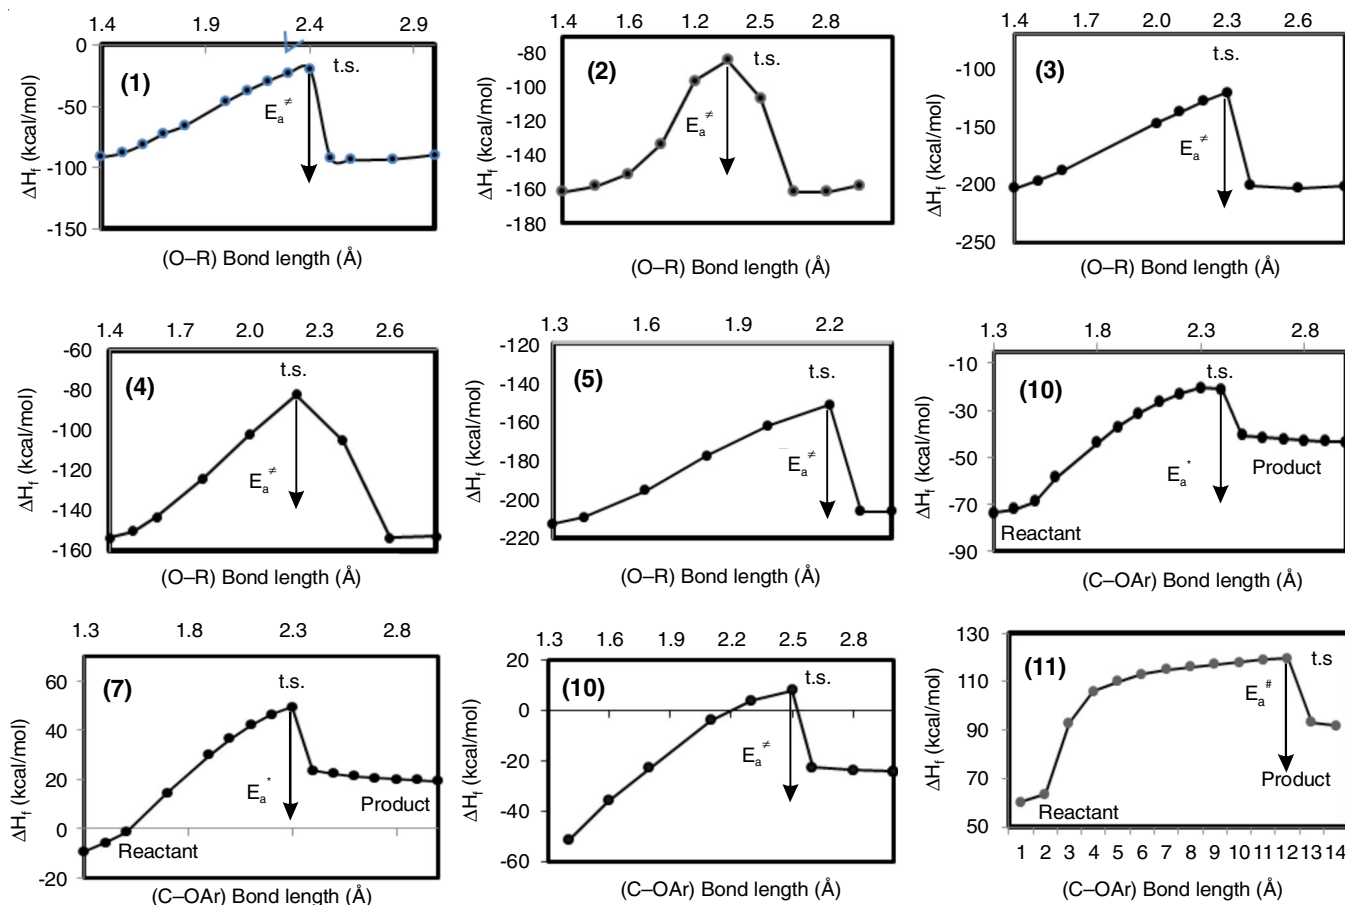 1.4 1.9 2.4 2.9
0
-50
-100
-150
(1)
t.s.
Ea≠
ΔHf (kcal/mol)
(O–R) Bond length (Å)
1.4 1.6 1.2 2.5 2.8
-80
-100
-120
-140
-160
-180
(2)
t.s.
Ea≠
ΔHf (kcal/mol)
(O–R) Bond length (Å)
1.4 1.7 2.0 2.3 2.6
-100
-150
-200
-250
(3)
t.s.
Ea≠
ΔHf (kcal/mol)
(O–R) Bond length (Å)
1.4 1.7 2.0 2.3 2.6
-60
-80
-100
-120
-140
-160
(4)
t.s.
Ea≠
ΔHf (kcal/mol)
(O–R) Bond length (Å)
1.3 1.6 1.9 2.2
-120
-140
-160
-180
-200
-220
(5)
t.s.
Ea≠
ΔHf (kcal/mol)
(O–R) Bond length (Å)
1.3 1.8 2.3 2.8
-10
-30
-50
-70
-90
(10)
t.s.
Ea*
Product
Reactant
ΔHf (kcal/mol)
(C–OAr) Bond length (Å)
1.3 1.8 2.3 2.8
60
40
20
0
-20
(7)
t.s.
Ea*
Product
Reactant
ΔHf (kcal/mol)
(C–OAr) Bond length (Å)
1.3 1.6 1.9 2.2 2.5 2.8
20
0
-20
-40
-60
(10)
t.s.
Ea≠
ΔHf (kcal/mol)
(C–OAr) Bond length (Å)
130
110
90
70
50
(11)
t.s
Ea#
Product
Reactant
ΔHf (kcal/mol)
1 2 3 4 5 6 7 8 9 10 11 12 13 14
(C–OAr) Bond length (Å)